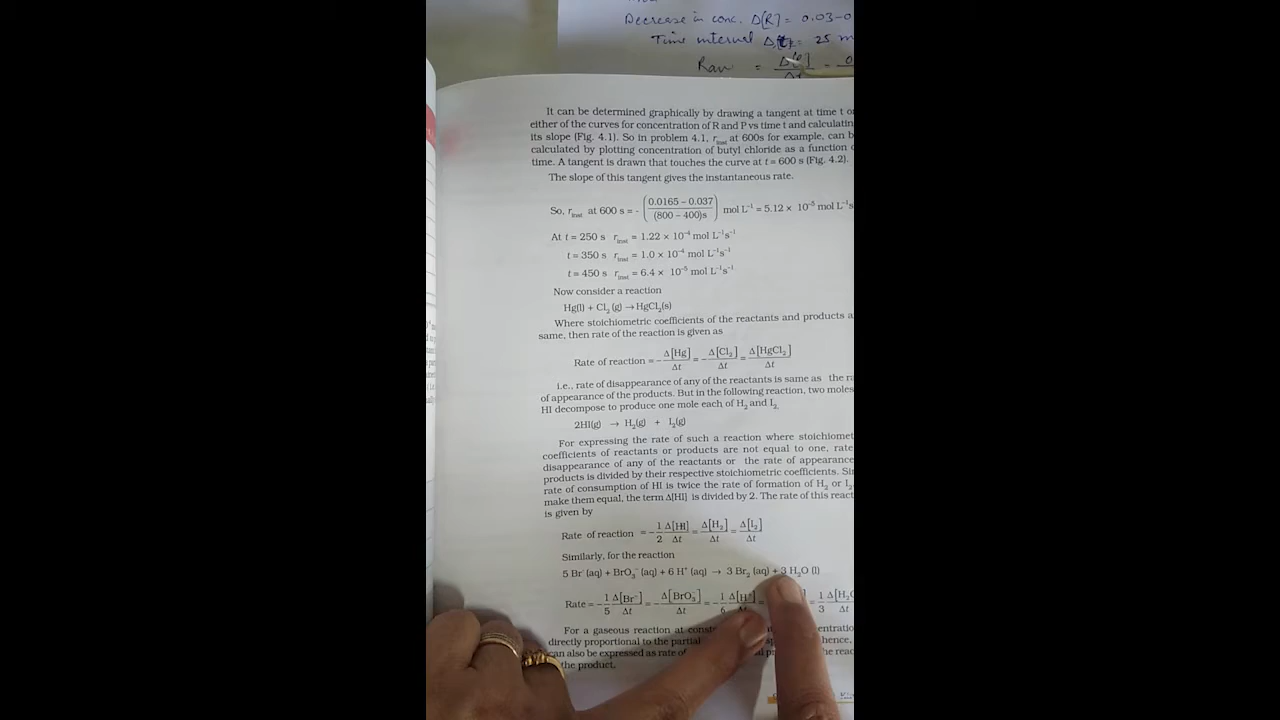 Decrease in conc. Δ[R] = 0.03-0
Time interval Δt = 25 m
= Δ[R] / Δt = 0
It can be determined graphically by drawing a tangent at time t o
either of the curves for concentration of R and P vs time t and calculatin
its slope (Fig. 4.1). So in problem 4.1, r_inst at 600s for example, can b
calculated by plotting concentration of butyl chloride as a function o
time. A tangent is drawn that touches the curve at t = 600 s (Fig. 4.2).
The slope of this tangent gives the instantaneous rate.
So, r_inst at 600 s = - ((0.0165 – 0.037) / (800 – 400)s) mol L⁻¹ = 5.12 × 10⁻⁵ mol L⁻¹s
At t = 250 s r_inst = 1.22 × 10⁻⁴ mol L⁻¹s⁻¹
t = 350 s r_inst = 1.0 × 10⁻⁴ mol L⁻¹s⁻¹
t = 450 s r_inst = 6.4 × 10⁻⁵ mol L⁻¹s⁻¹
Now consider a reaction
Hg(l) + Cl₂ (g) → HgCl₂(s)
Where stoichiometric coefficients of the reactants and products a
same, then rate of the reaction is given as
Rate of reaction = – Δ[Hg]/Δt = – Δ[Cl₂]/Δt = Δ[HgCl₂]/Δt
i.e., rate of disappearance of any of the reactants is same as the ra
of appearance of the products. But in the following reaction, two moles
HI decompose to produce one mole each of H₂ and I₂,
2HI(g) → H₂(g) + I₂(g)
For expressing the rate of such a reaction where stoichiomet
coefficients of reactants or products are not equal to one, rate
disappearance of any of the reactants or the rate of appearance
products is divided by their respective stoichiometric coefficients. Sin
rate of consumption of HI is twice the rate of formation of H₂ or I₂
make them equal, the term Δ[HI] is divided by 2. The rate of this react
is given by
Rate of reaction = – 1/2 Δ[HI]/Δt = Δ[H₂]/Δt = Δ[I₂]/Δt
Similarly, for the reaction
5 Br⁻(aq) + BrO₃⁻ (aq) + 6 H⁺ (aq) → 3 Br₂ (aq) + 3 H₂O (l)
Rate = – 1/5 Δ[Br⁻]/Δt = – Δ[BrO₃⁻]/Δt = – 1/6 Δ[H⁺]/Δt = = 1/3 Δ[H₂O/Δt
For a gaseous reaction at const entratio
directly proportional to the partial hence,
can also be expressed as rate of the reac
the product.